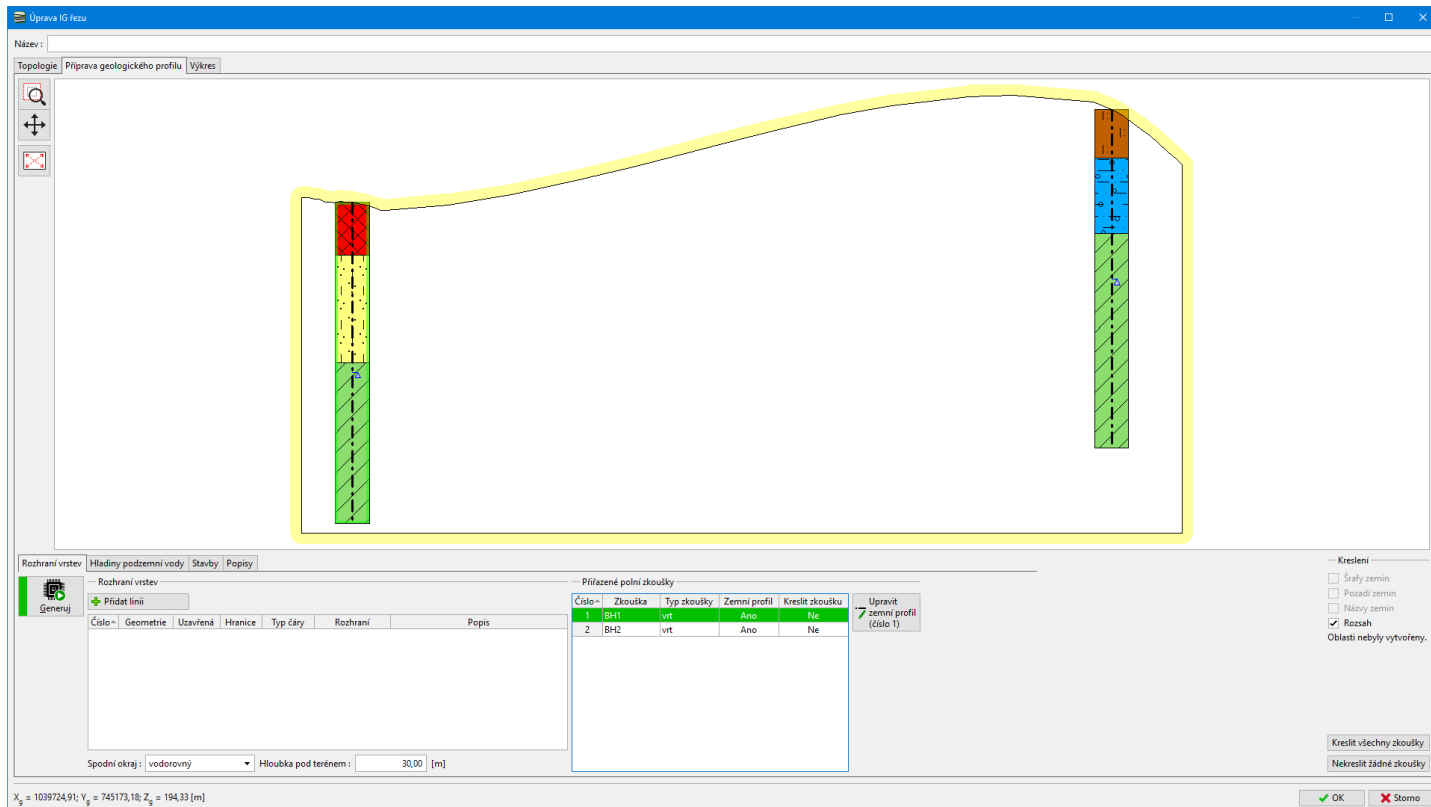 Úprava IG řezu
Název :
Topologie Příprava geologického profilu Výkres
Rozhraní vrstev Hladiny podzemní vody Stavby Popisy
Generuj
Rozhraní vrstev
Přidat linii
Číslo Geometrie Uzavřená Hranice Typ čáry Rozhraní Popis
Spodní okraj : vodorovný Hloubka pod terénem : 30,00 [m]
Přiřazené polní zkoušky
Číslo Zkouška Typ zkoušky Zemní profil Kreslit zkoušku
1 BH1 vrt Ano Ne
2 BH2 vrt Ano Ne
Upravit
zemní profil
(číslo 1)
Kreslení
Šrafy zemin
Pozadí zemin
Názvy zemin
Rozsah
Oblasti nebyly vytvořeny.
Kreslit všechny zkoušky
Nekreslit žádné zkoušky
Xg = 1039724,91; Yg = 745173,18; Zg = 194,33 [m]
OK Storno